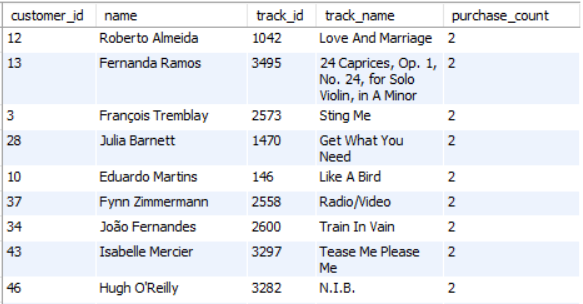 customer_id name track_id track_name purchase_count
12 Roberto Almeida 1042 Love And Marriage 2
13 Fernanda Ramos 3495 24 Caprices, Op. 1, 2
No. 24, for Solo
Violin, in A Minor
3 François Tremblay 2573 Sting Me 2
28 Julia Barnett 1470 Get What You 2
Need
10 Eduardo Martins 146 Like A Bird 2
37 Fynn Zimmermann 2558 Radio/Video 2
34 João Fernandes 2600 Train In Vain 2
43 Isabelle Mercier 3297 Tease Me Please 2
Me
46 Hugh O'Reilly 3282 N.I.B. 2